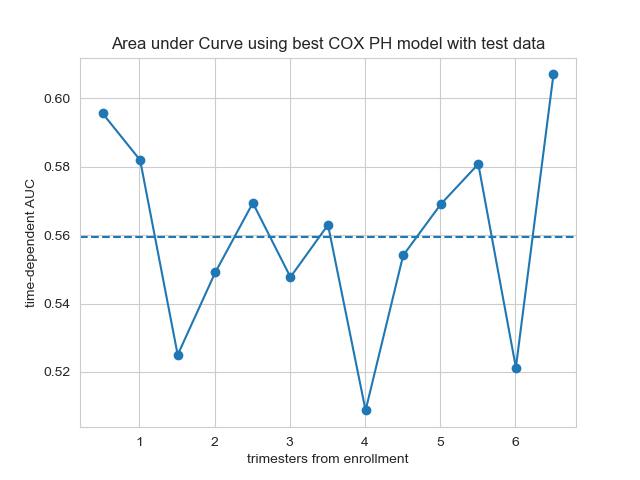 Area under Curve using best COX PH model with test data
time-dependent AUC
0.60
0.58
0.56
0.54
0.52
1 2 3 4 5 6
trimesters from enrollment